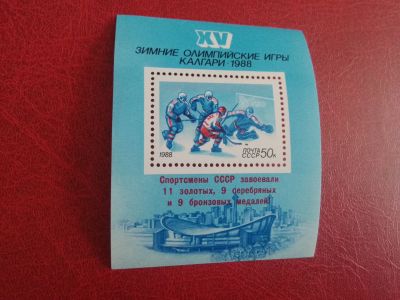 XV
ЗИМНИЕ ОЛИМПИЙСКИЕ ИГРЫ
КАЛГАРИ·1988
1988
ПОЧТА
СССР 50к
Спортсмены СССР завоевали
11 золотых, 9 серебряных
и 9 бронзовых медалей!